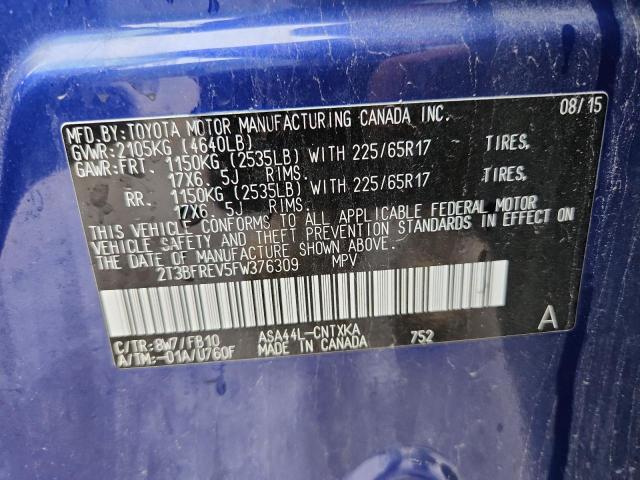 MFD.BY:TOYOTA MOTOR MANUFACTURING CANADA INC. 08/15
GVWR:2105KG (4640LB)
GAWR:FRT. 1150KG (2535LB) WITH 225/65R17 TIRES,
17X6. 5J RIMS.
RR. 1150KG (2535LB) WITH 225/65R17 TIRES,
17X6. 5J RIMS.
THIS VEHICLE CONFORMS TO ALL APPLICABLE FEDERAL MOTOR
VEHICLE SAFETY AND THEFT PREVENTION STANDARDS IN EFFECT ON
THE DATE OF MANUFACTURE SHOWN ABOVE.
2T3BFREV5FW376309 MPV
C/TR:8W7/FB10 ASA44L-CNTXKA 752 A
A/TM:-01A/U760F MADE IN CANADA